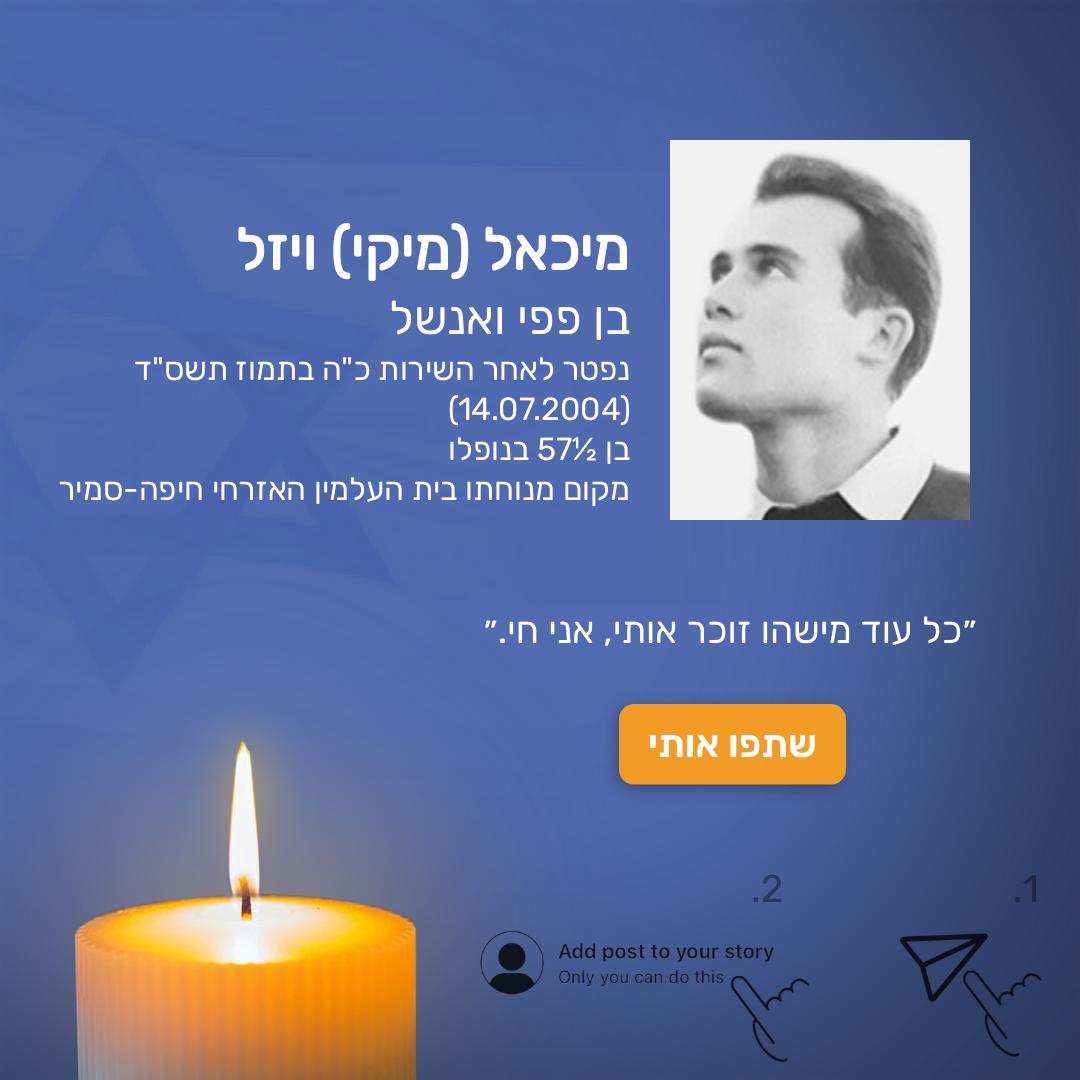 מיכאל (מיקי) ויזל
בן פפי ואנשל
נפטר לאחר השירות כ"ה בתמוז תשס"ד
(14.07.2004)
בן 57½ בנופלו
מקום מנוחתו בית העלמין האזרחי חיפה-סמיר
״כל עוד מישהו זוכר אותי, אני חי.״
שתפו אותי
1.
2.
Add post to your story
Only you can do this